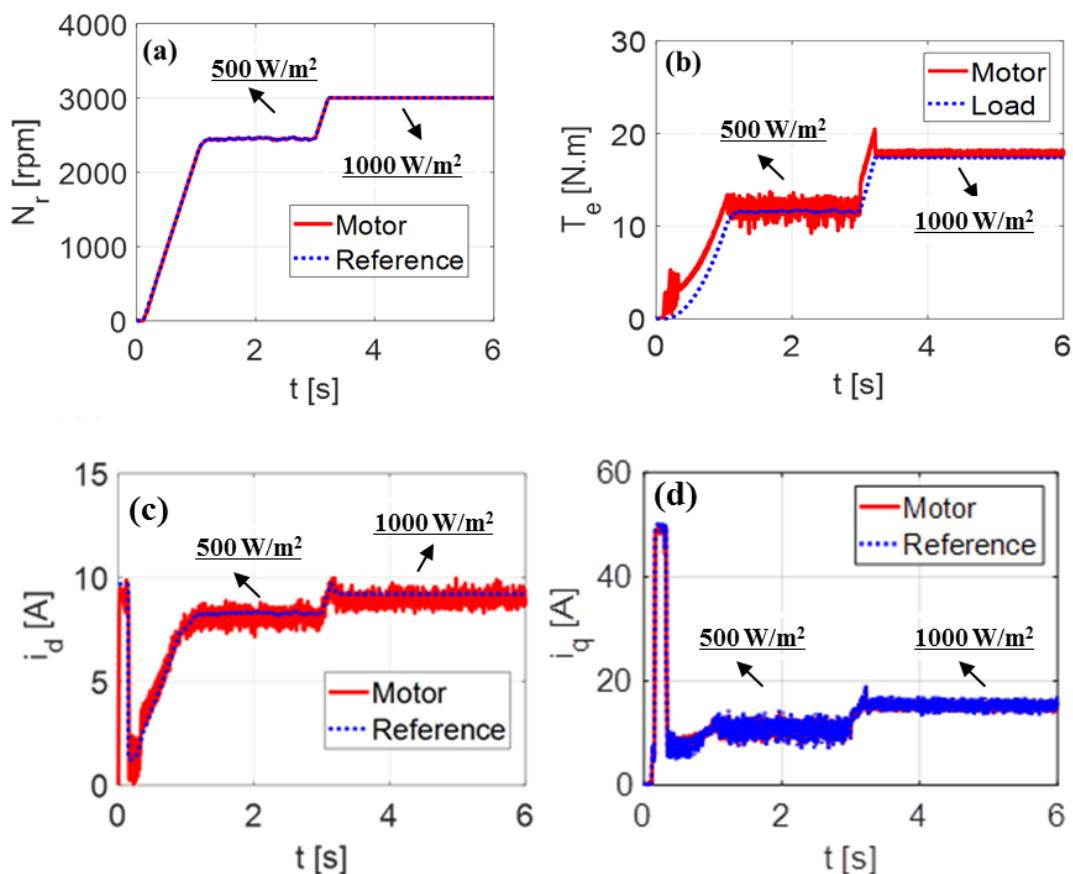 (a)
4000
3000
2000
1000
0
N_r [rpm]
500 W/m²
1000 W/m²
Motor
Reference
0 2 4 6
t [s]
(b)
30
20
10
0
T_e [N.m]
Motor
Load
500 W/m²
1000 W/m²
0 2 4 6
t [s]
(c)
15
10
5
0
i_d [A]
500 W/m²
1000 W/m²
Motor
Reference
0 2 4 6
t [s]
(d)
60
40
20
0
i_q [A]
Motor
Reference
500 W/m²
1000 W/m²
0 2 4 6
t [s]